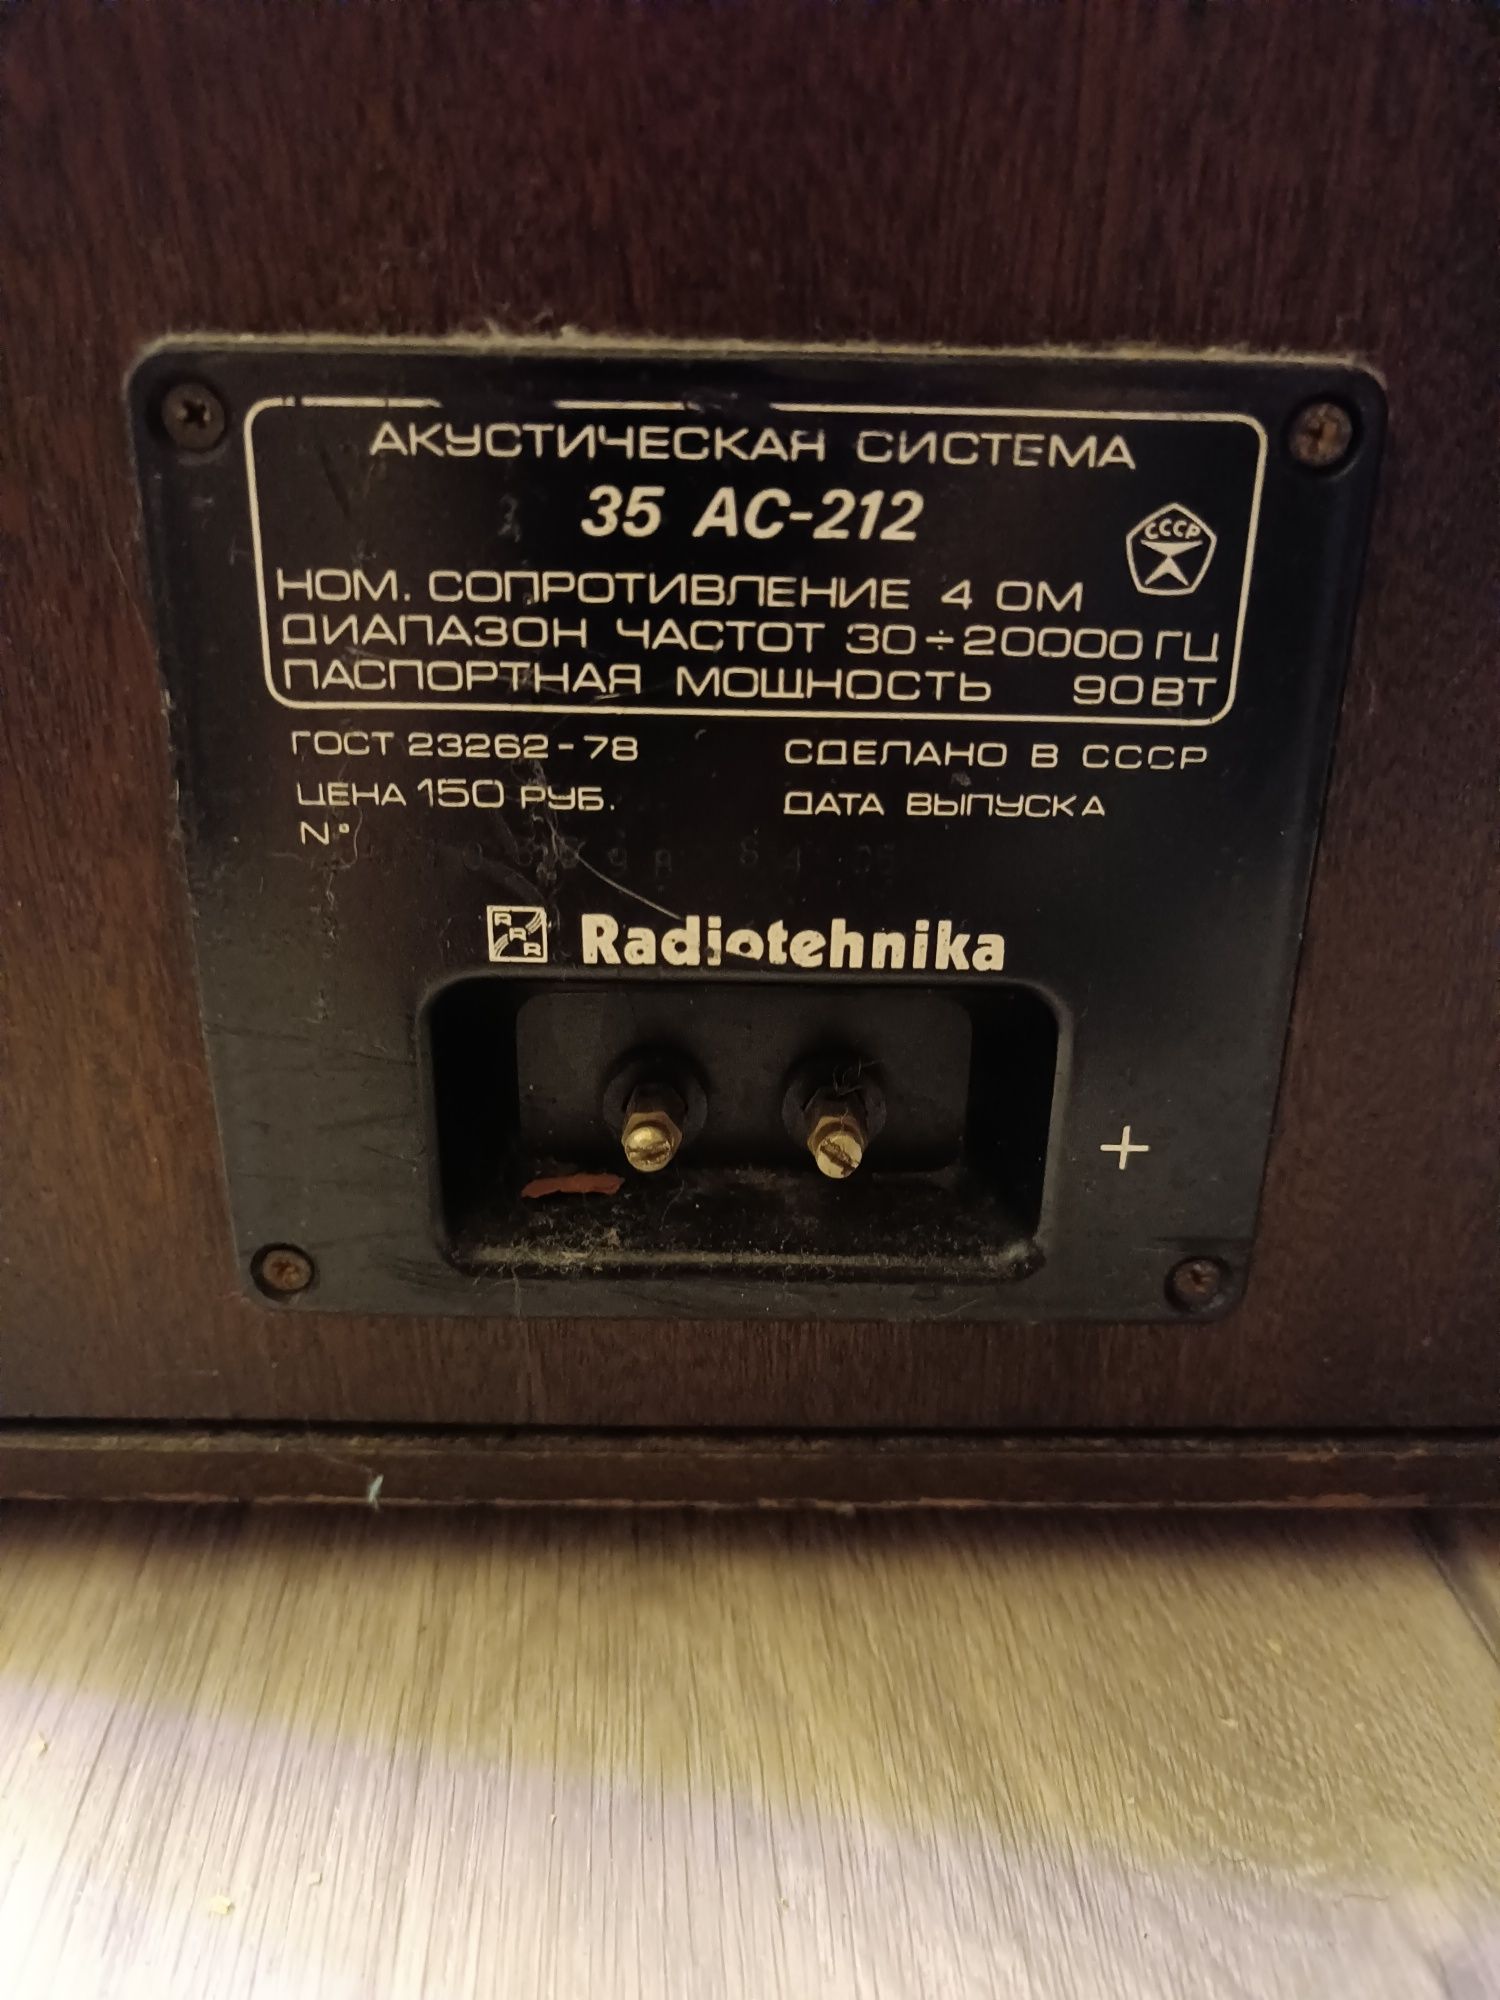 АКУСТИЧЕСКАЯ СИСТЕМА
35 АС-212
СССР
НОМ. СОПРОТИВЛЕНИЕ 4 ОМ
ДИАПАЗОН ЧАСТОТ 30÷20000 ГЦ
ПАСПОРТНАЯ МОЩНОСТЬ 90 ВТ
ГОСТ 23262-78 СДЕЛАНО В СССР
ЦЕНА 150 РУБ. ДАТА ВЫПУСКА
N°
RRR Radiotehnika
+